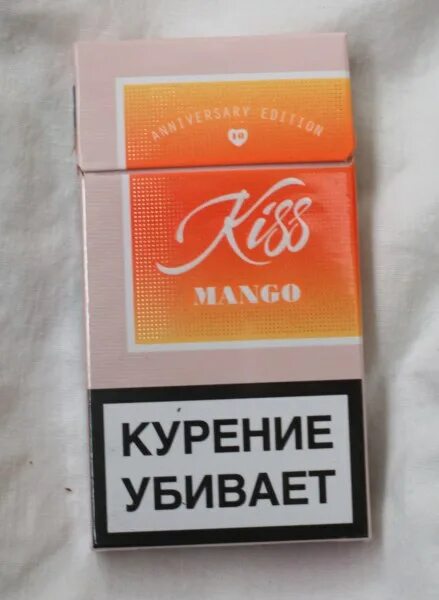 ANNIVERSARY EDITION
10
Kiss
MANGO
КУРЕНИЕ
УБИВАЕТ